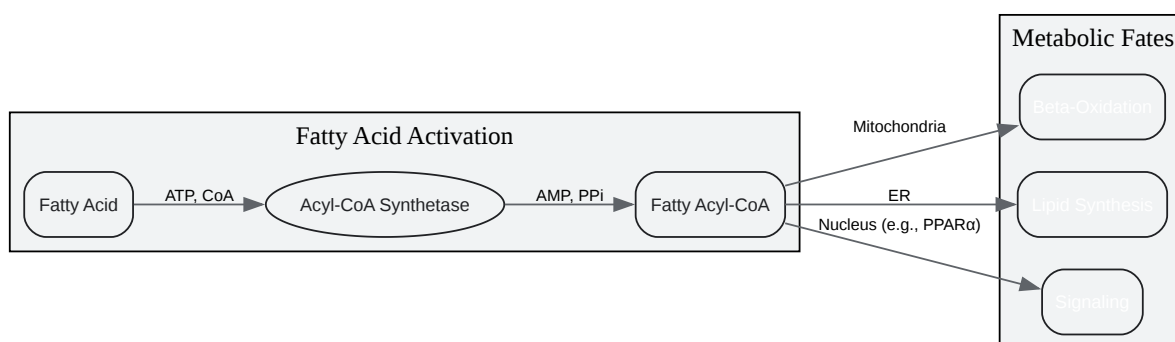 Metabolic Fates
Beta-Oxidation
Mitochondria
Fatty Acid Activation
Fatty Acid
ATP, CoA
Acyl-CoA Synthetase
AMP, PPi
Fatty Acyl-CoA
ER
Lipid Synthesis
Nucleus (e.g., PPARα)
Signaling